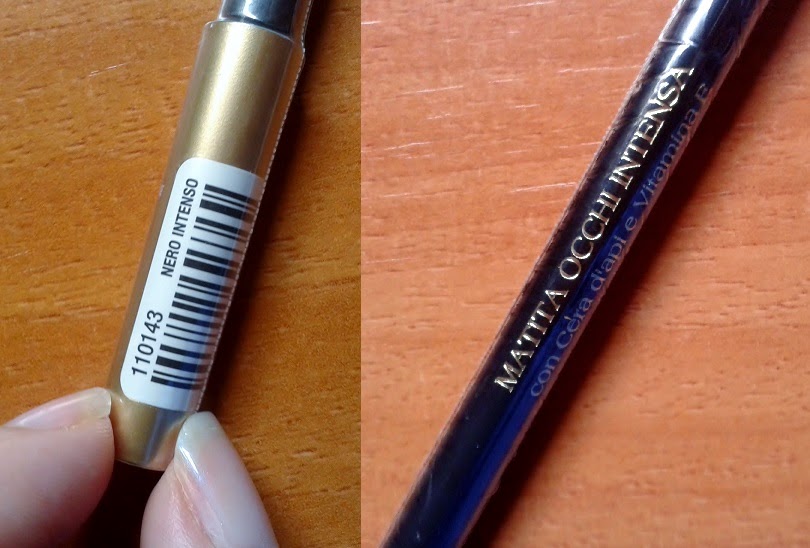 110143
NERO INTENSO
MATITA OCCHI INTENSA
con Cera d'api e Vitamina E